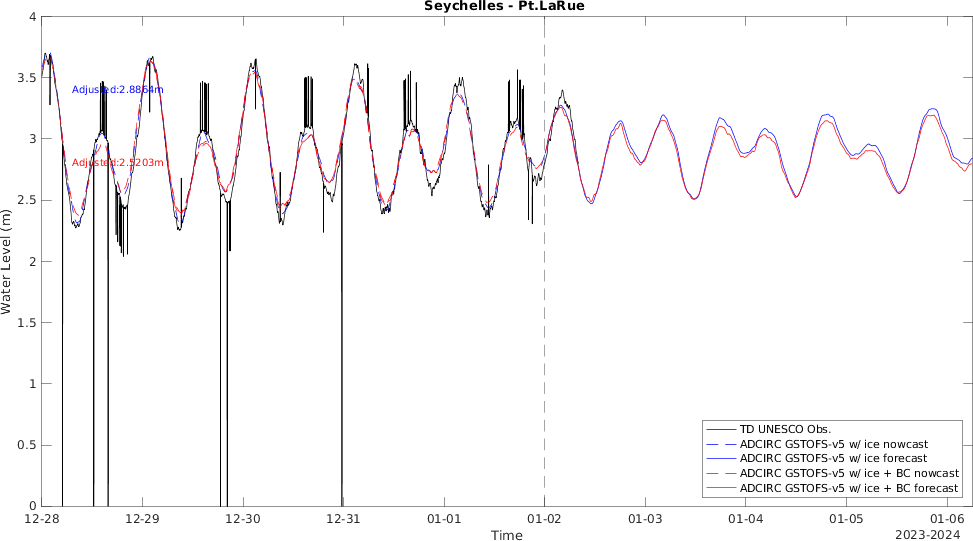 Seychelles - Pt.LaRue
4
3.5
3
2.5
2
1.5
1
0.5
0
Water Level (m)
Adjusted:2.8864m
Adjusted:2.5203m
TD UNESCO Obs.
ADCIRC GSTOFS-v5 w/ ice nowcast
ADCIRC GSTOFS-v5 w/ ice forecast
ADCIRC GSTOFS-v5 w/ ice + BC nowcast
ADCIRC GSTOFS-v5 w/ ice + BC forecast
12-28 12-29 12-30 12-31 01-01 01-02 01-03 01-04 01-05 01-06
Time
2023-2024